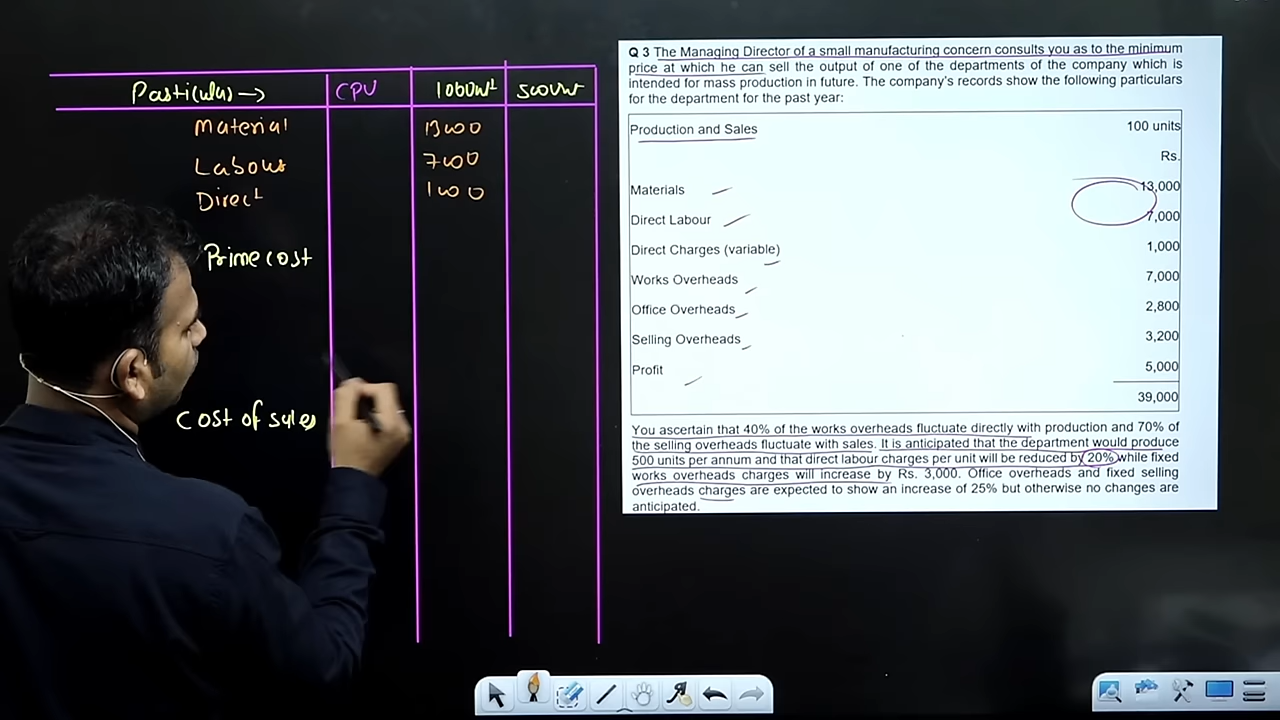 Particulars → CPU 100unit 500unit
Material 13000
Labour 7000
Direct 1000
Prime cost
Cost of sales
Q 3 The Managing Director of a small manufacturing concern consults you as to the minimum
price at which he can sell the output of one of the departments of the company which is
intended for mass production in future. The company's records show the following particulars
for the department for the past year:
Production and Sales 100 units
Rs.
Materials 13,000
Direct Labour 7,000
Direct Charges (variable) 1,000
Works Overheads 7,000
Office Overheads 2,800
Selling Overheads 3,200
Profit 5,000
39,000
You ascertain that 40% of the works overheads fluctuate directly with production and 70% of
the selling overheads fluctuate with sales. It is anticipated that the department would produce
500 units per annum and that direct labour charges per unit will be reduced by 20% while fixed
works overheads charges will increase by Rs. 3,000. Office overheads and fixed selling
overheads charges are expected to show an increase of 25% but otherwise no changes are
anticipated.